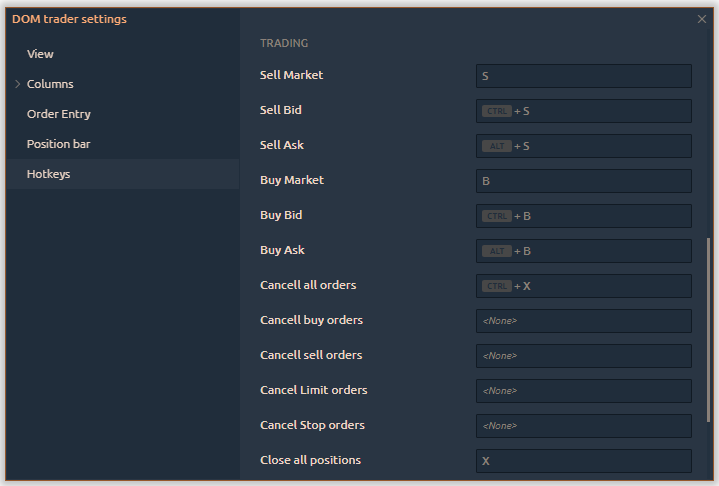 DOM trader settings
View
Columns
Order Entry
Position bar
Hotkeys
TRADING
Sell Market S
Sell Bid CTRL + S
Sell Ask ALT + S
Buy Market B
Buy Bid CTRL + B
Buy Ask ALT + B
Cancell all orders CTRL + X
Cancell buy orders <None>
Cancell sell orders <None>
Cancel Limit orders <None>
Cancel Stop orders <None>
Close all positions X